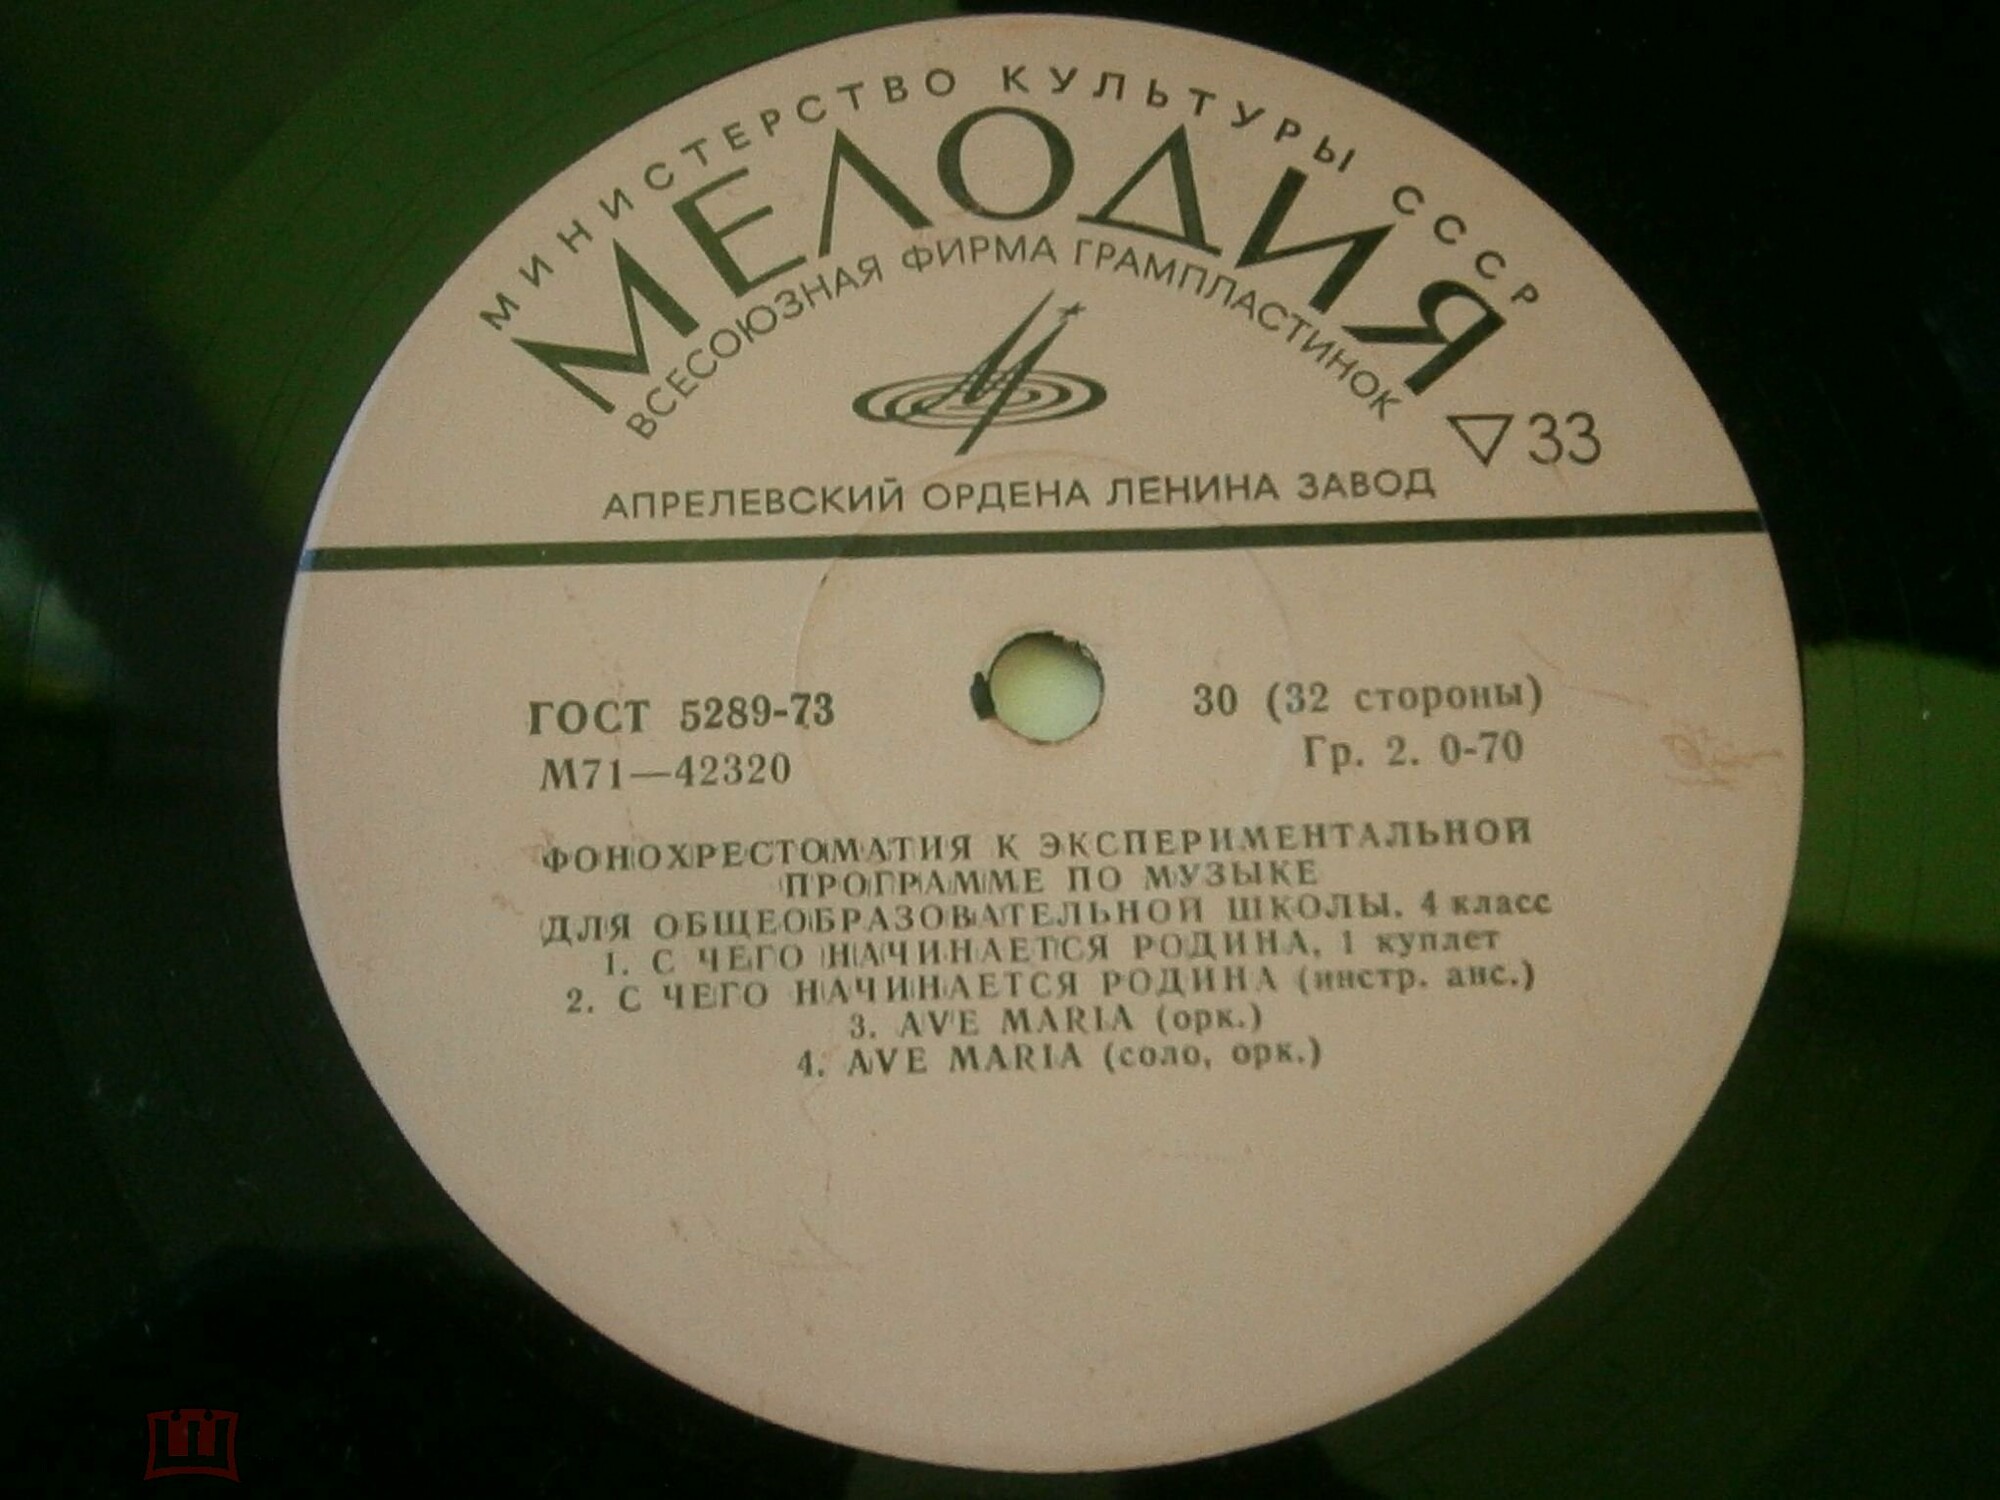 МИНИСТЕРСТВО КУЛЬТУРЫ СССР
МЕЛОДИЯ
ВСЕСОЮЗНАЯ ФИРМА ГРАМПЛАСТИНОК
33
АПРЕЛЕВСКИЙ ОРДЕНА ЛЕНИНА ЗАВОД
ГОСТ 5289-73
М71—42320
30 (32 стороны)
Гр. 2. 0-70
ФОНОХРЕСТОМАТИЯ К ЭКСПЕРИМЕНТАЛЬНОЙ
ПРОГРАММЕ ПО МУЗЫКЕ
ДЛЯ ОБЩЕОБРАЗОВАТЕЛЬНОЙ ШКОЛЫ. 4 класс
1. С ЧЕГО НАЧИНАЕТСЯ РОДИНА, 1 куплет
2. С ЧЕГО НАЧИНАЕТСЯ РОДИНА (инстр. анс.)
3. AVE MARIA (орк.)
4. AVE MARIA (соло, орк.)